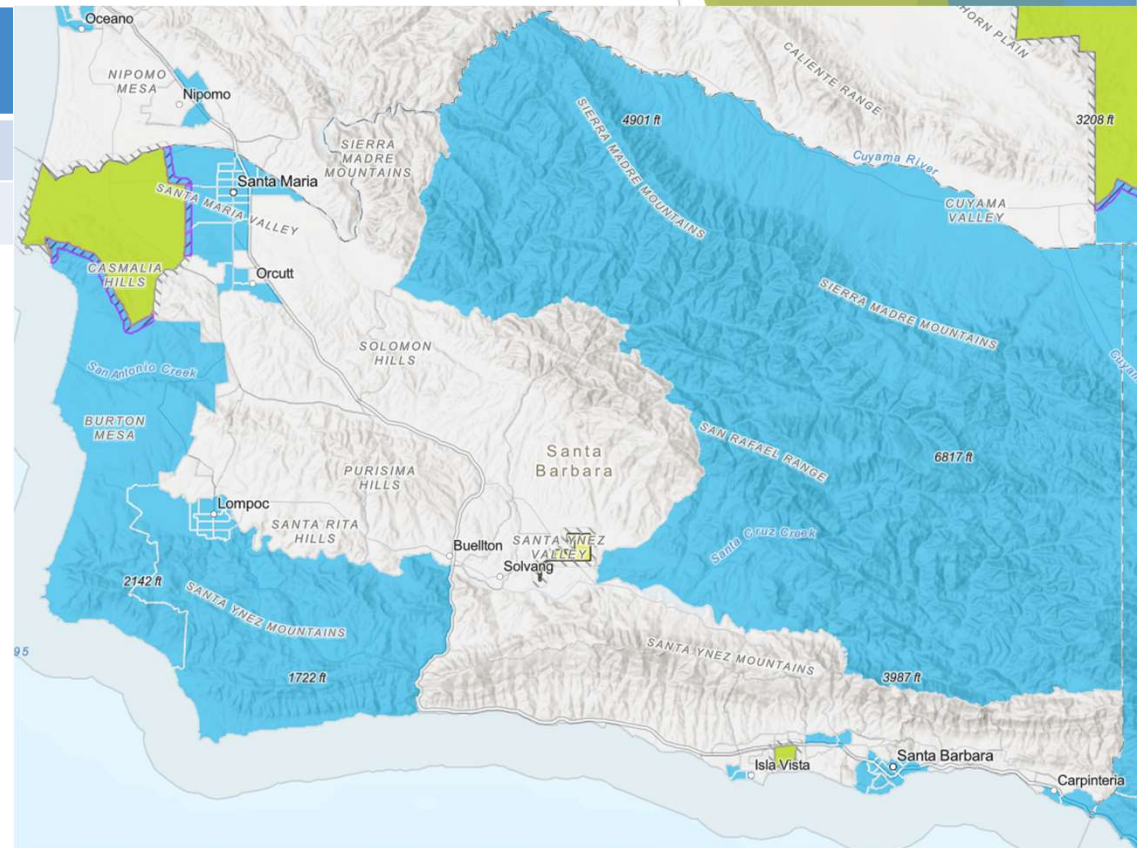 Oceano
HORN PLAIN
NIPOMO
MESA
CALIENTE RANGE
Nipomo
4901 ft
3208 ft
SIERRA
MADRE
MOUNTAINS
SIERRA MADRE MOUNTAINS
Cuyama River
Santa Maria
SANTA MARIA VALLEY
CUYAMA
VALLEY
CASMALIA
HILLS
Orcutt
SIERRA MADRE MOUNTAINS
SOLOMON
HILLS
San Antonio Creek
BURTON
MESA
SAN RAFAEL RANGE
Santa
Barbara
6817 ft
PURISIMA
HILLS
Lompoc
SANTA RITA
HILLS
Santa Cruz Creek
Buellton
SANTA YNEZ
VALLEY
Solvang
2142 ft
SANTA YNEZ MOUNTAINS
95
SANTA YNEZ MOUNTAINS
1722 ft
3987 ft
Isla Vista
Santa Barbara
Carpinteria